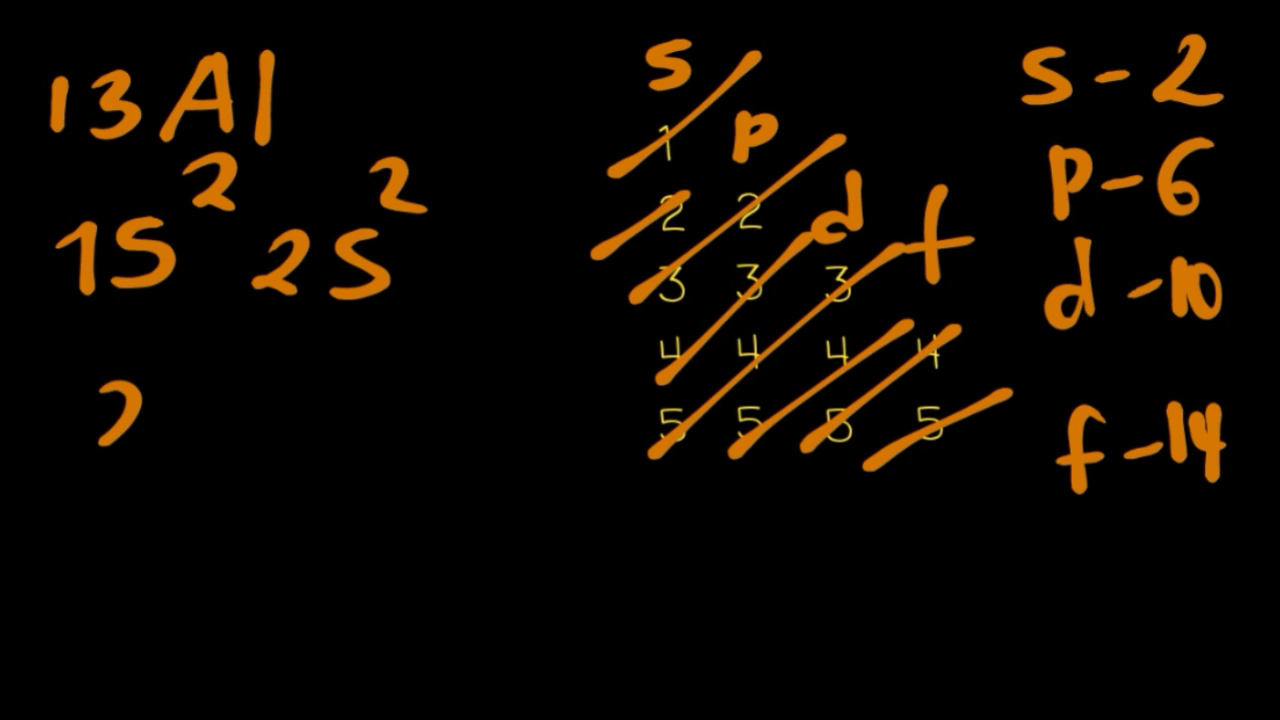 13Al
1s² 2s²
2
s
1 p
2 2 d f
3 3 3
4 4 4 4
5 5 5 5
s - 2
p - 6
d - 10
f - 14